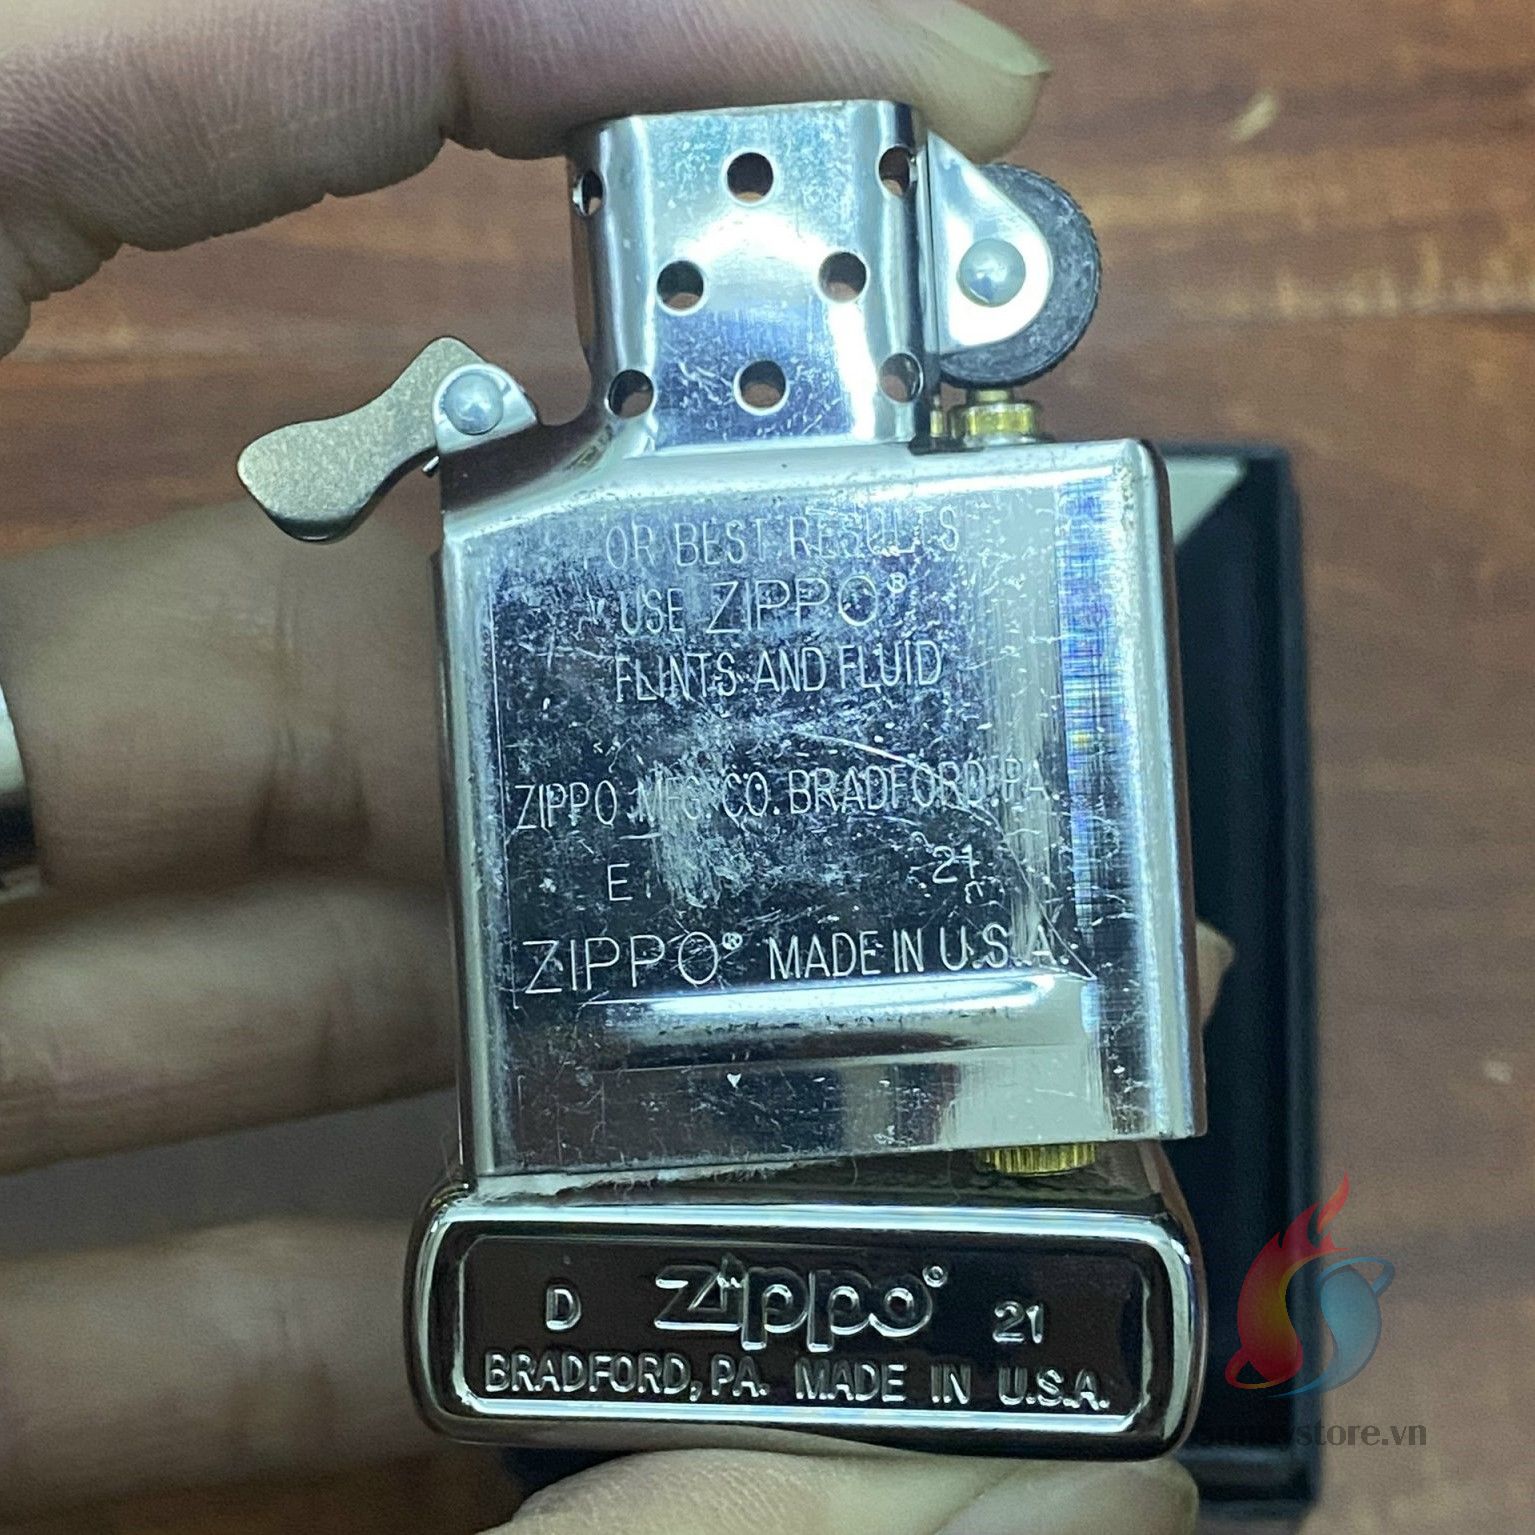 OR BEST RESULTS
USE ZIPPO®
FLINTS AND FLUID
ZIPPO MFG. CO. BRADFORD, PA.
E 21
ZIPPO® MADE IN U.S.A.
D zippo® 21
BRADFORD, PA. MADE IN U.S.A.